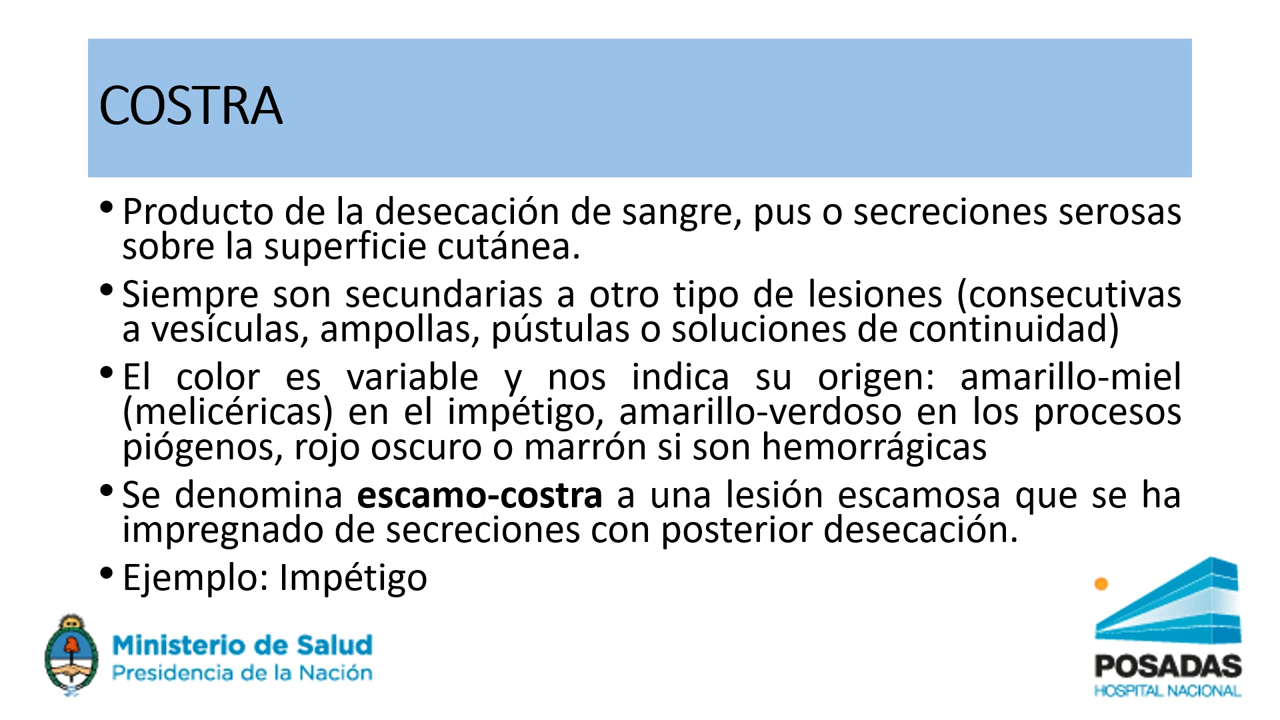 COSTRA
• Producto de la desecación de sangre, pus o secreciones serosas
sobre la superficie cutánea.
• Siempre son secundarias a otro tipo de lesiones (consecutivas
a vesículas, ampollas, pústulas o soluciones de continuidad)
• El color es variable y nos indica su origen: amarillo-miel
(melicéricas) en el impétigo, amarillo-verdoso en los procesos
piógenos, rojo oscuro o marrón si son hemorrágicas
• Se denomina escamo-costra a una lesión escamosa que se ha
impregnado de secreciones con posterior desecación.
• Ejemplo: Impétigo
Ministerio de Salud
Presidencia de la Nación
POSADAS
HOSPITAL NACIONAL